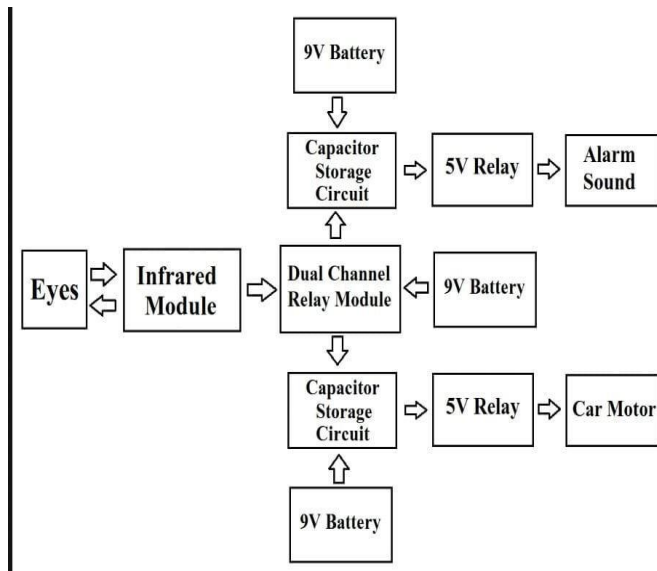 9V Battery
Capacitor
Storage
Circuit
5V Relay
Alarm
Sound
Eyes
Infrared
Module
Dual Channel
Relay Module
9V Battery
Capacitor
Storage
Circuit
5V Relay
Car Motor
9V Battery